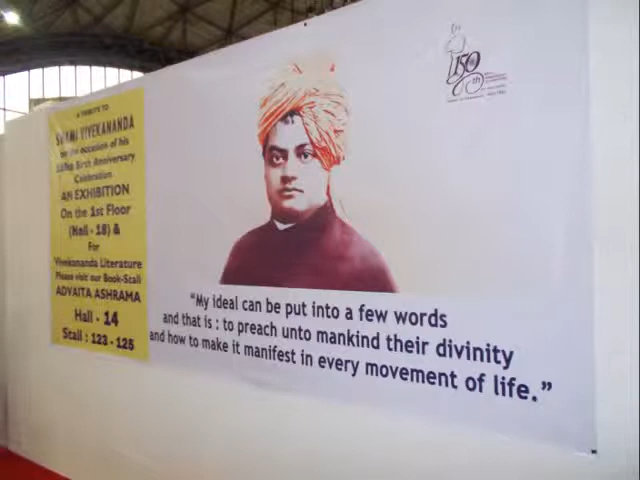 A TRIBUTE TO
SWAMI VIVEKANANDA
on the occasion of his
150th Birth Anniversary
Celebration
AN EXHIBITION
On the 1st Floor
(Hall - 18) &
For
Vivekananda Literature
Please visit our Book-Stall
ADVAITA ASHRAMA
Hall - 14
Stall : 123 - 125
150th
“My ideal can be put into a few words
and that is : to preach unto mankind their divinity
and how to make it manifest in every movement of life.”